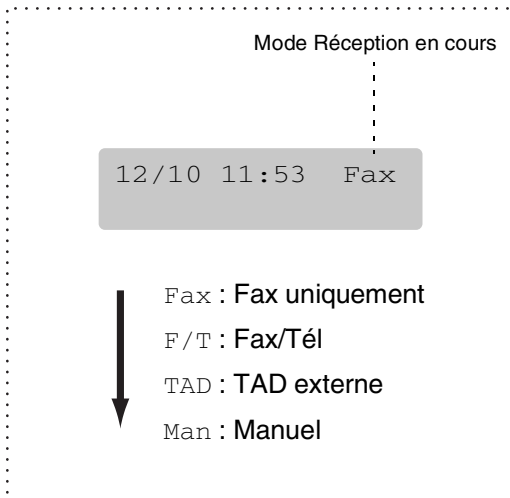 Mode Réception en cours
12/10 11:53 Fax
Fax : Fax uniquement
F/T : Fax/Tél
TAD : TAD externe
Man : Manuel